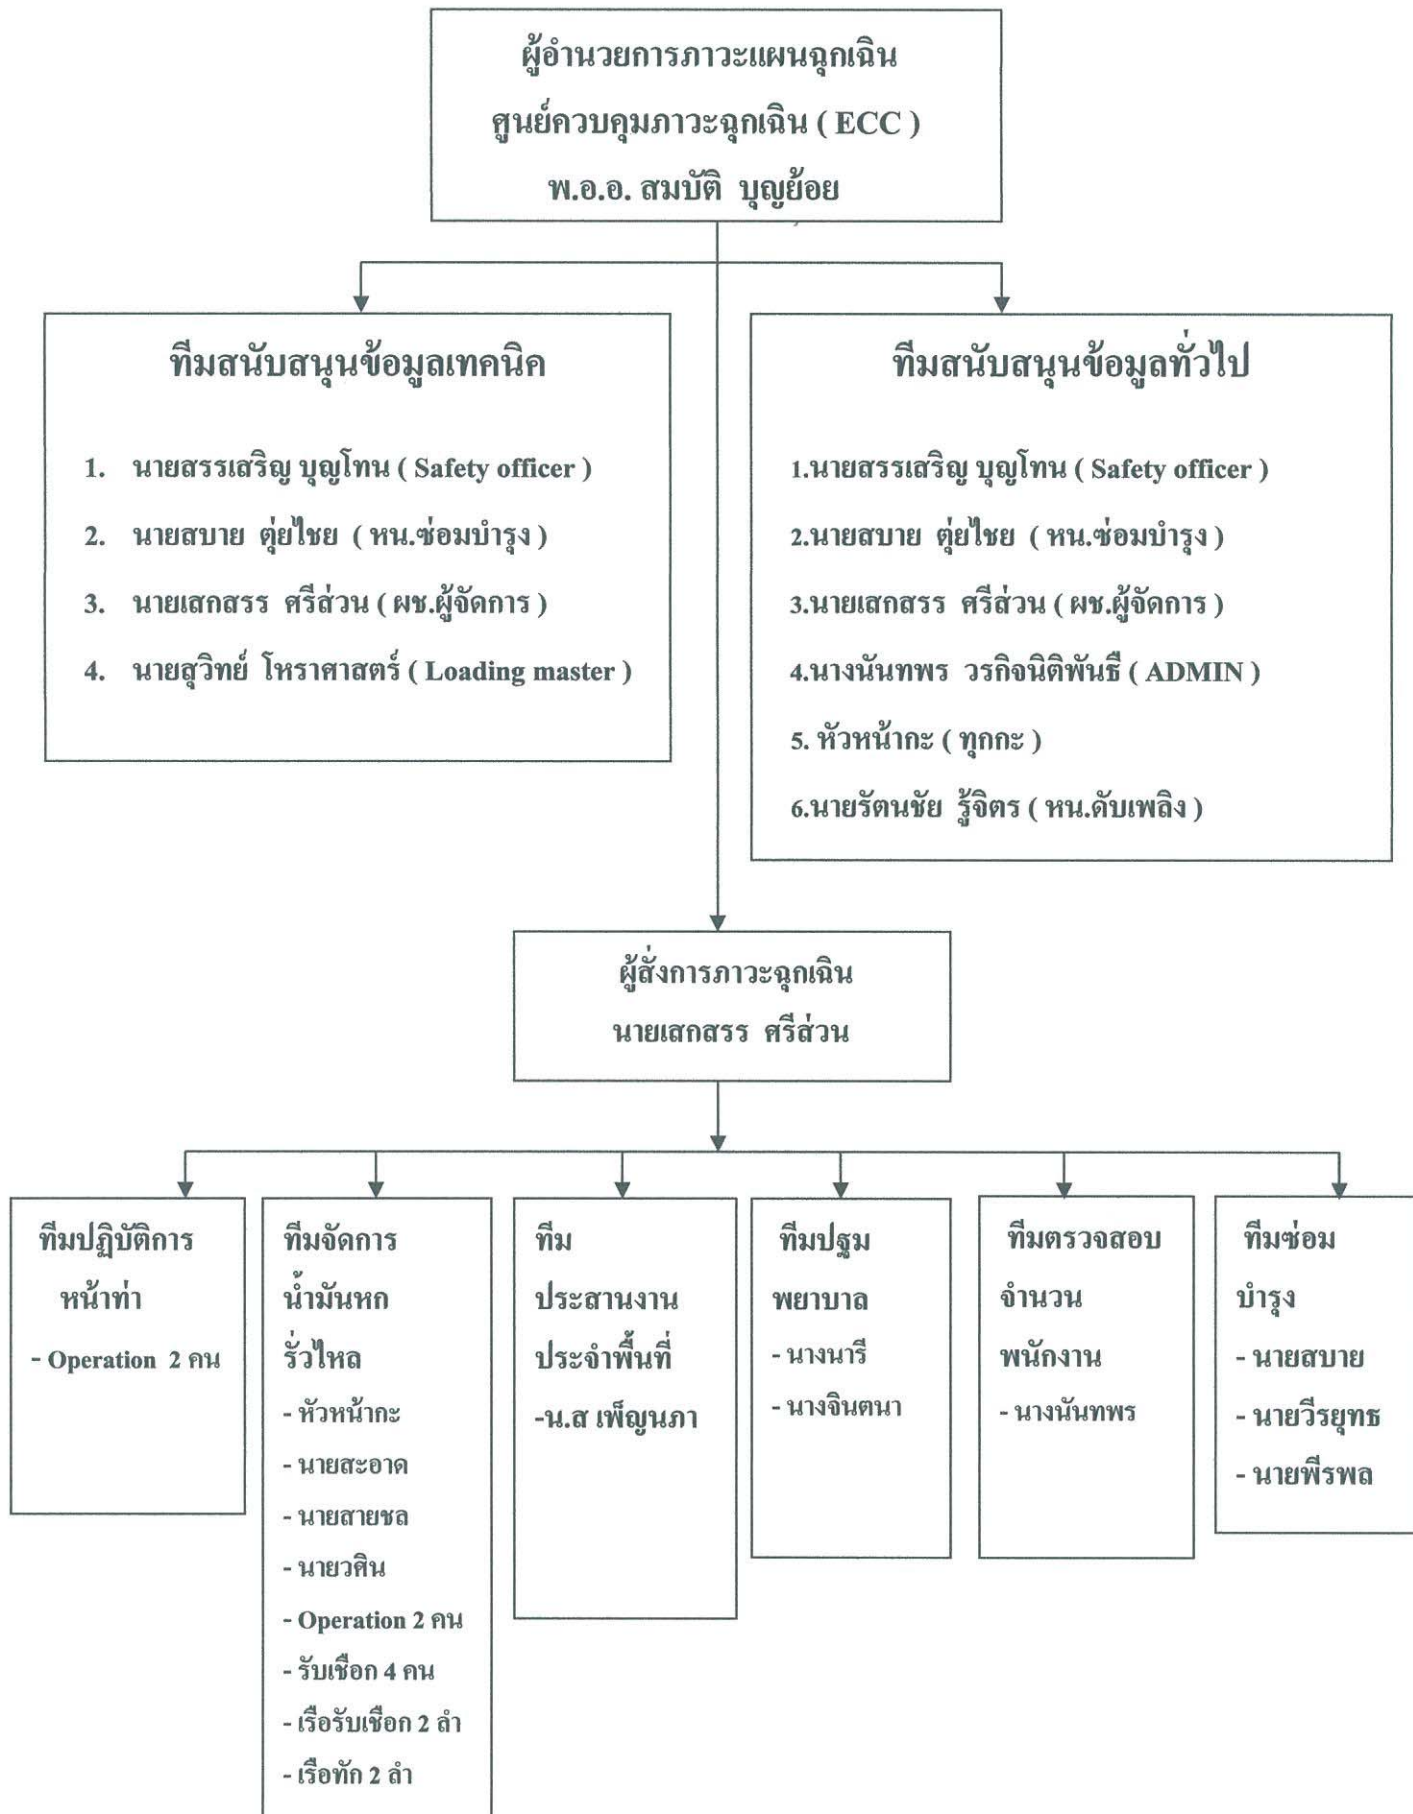 ผู้อำนวยการภาวะแผนฉุกเฉิน
ศูนย์ควบคุมภาวะฉุกเฉิน ( ECC )
พ.อ.อ. สมบัติ บุญย้อย
ทีมสนับสนุนข้อมูลเทคนิค
1. นายสรรเสริญ บุญโทน ( Safety officer )
2. นายสบาย ตุ่ยไชย ( หน.ซ่อมบำรุง )
3. นายเสกสรร ศรีส่วน ( ผช.ผู้จัดการ )
4. นายสุวิทย์ โหราศาสตร์ ( Loading master )
ทีมสนับสนุนข้อมูลทั่วไป
1.นายสรรเสริญ บุญโทน ( Safety officer )
2.นายสบาย ตุ่ยไชย ( หน.ซ่อมบำรุง )
3.นายเสกสรร ศรีส่วน ( ผช.ผู้จัดการ )
4.นางนันทพร วรกิจนิติพันธ์ ( ADMIN )
5. หัวหน้ากะ ( ทุกกะ )
6.นายรัตนชัย รู้จิตร ( หน.ดับเพลิง )
ผู้สั่งการภาวะฉุกเฉิน
นายเสกสรร ศรีส่วน
ทีมปฏิบัติการ
หน้าท่า
- Operation 2 คน
ทีมจัดการ
น้ำมันหก
รั่วไหล
- หัวหน้ากะ
- นายสะอาด
- นายสายชล
- นายวศิน
- Operation 2 คน
- รับเชือก 4 คน
- เรือรับเชือก 2 ลำ
- เรือทัก 2 ลำ
ทีม
ประสานงาน
ประจำพื้นที่
-น.ส เพ็ญนภา
ทีมปฐม
พยาบาล
- นางนารี
- นางจินตนา
ทีมตรวจสอบ
จำนวน
พนักงาน
- นางนันทพร
ทีมซ่อม
บำรุง
- นายสบาย
- นายวีรยุทธ
- นายพีรพล